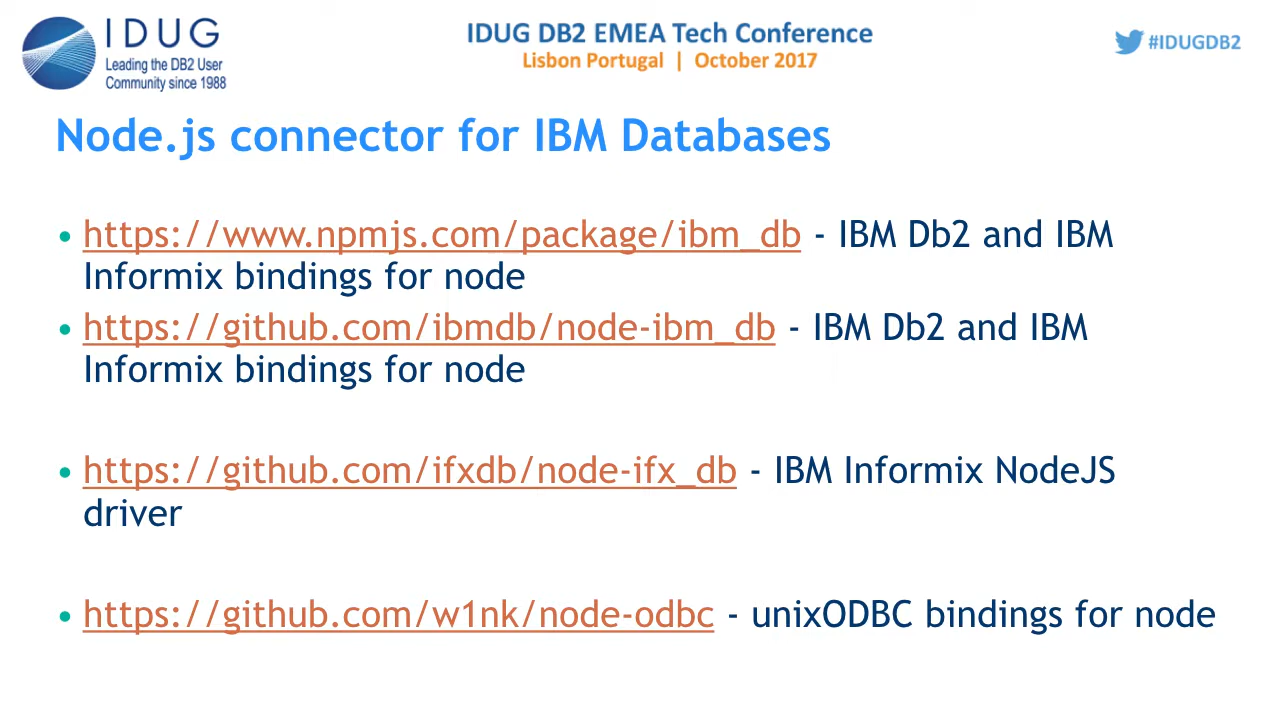 IDUG
Leading the DB2 User
Community since 1988
IDUG DB2 EMEA Tech Conference
Lisbon Portugal | October 2017
#IDUGDB2
Node.js connector for IBM Databases
• https://www.npmjs.com/package/ibm_db - IBM Db2 and IBM
Informix bindings for node
• https://github.com/ibmdb/node-ibm_db - IBM Db2 and IBM
Informix bindings for node
• https://github.com/ifxdb/node-ifx_db - IBM Informix NodeJS
driver
• https://github.com/w1nk/node-odbc - unixODBC bindings for node